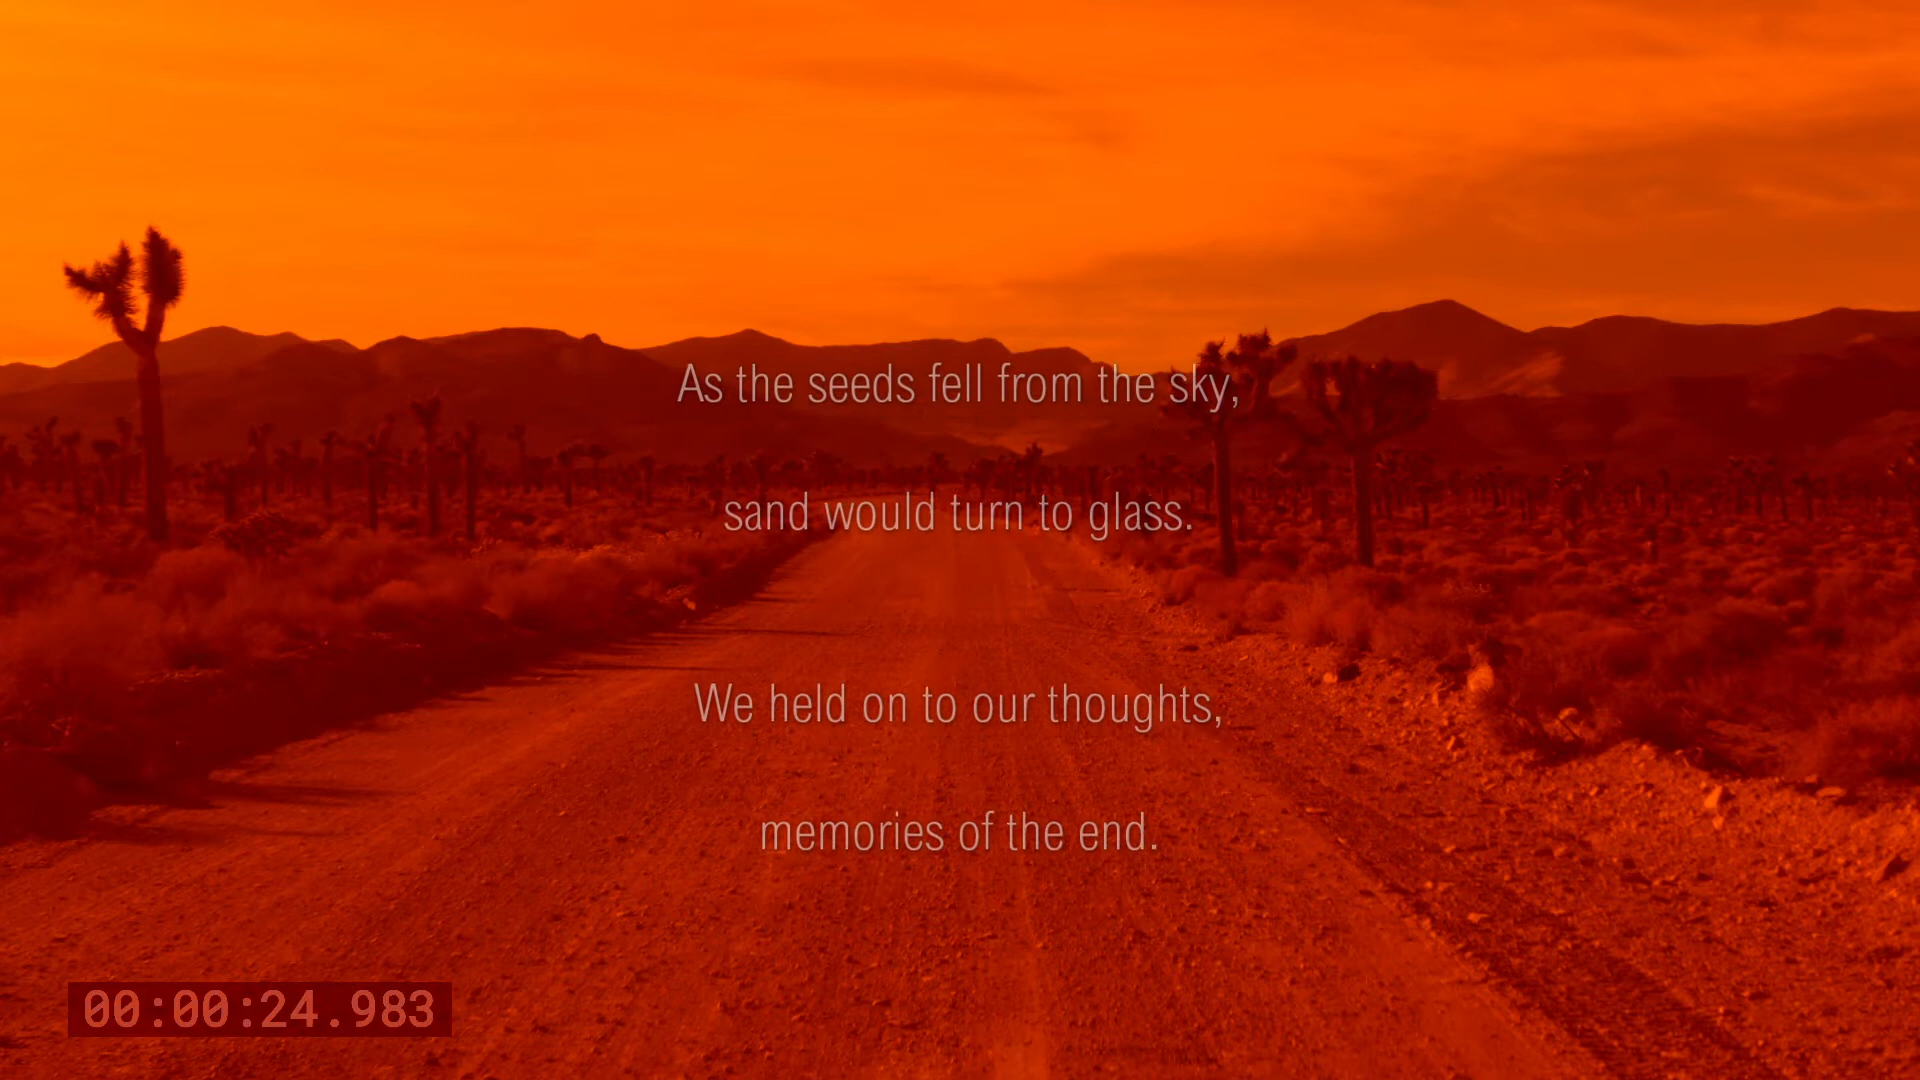 As the seeds fell from the sky,
sand would turn to glass.
We held on to our thoughts,
memories of the end.
00:00:24.983